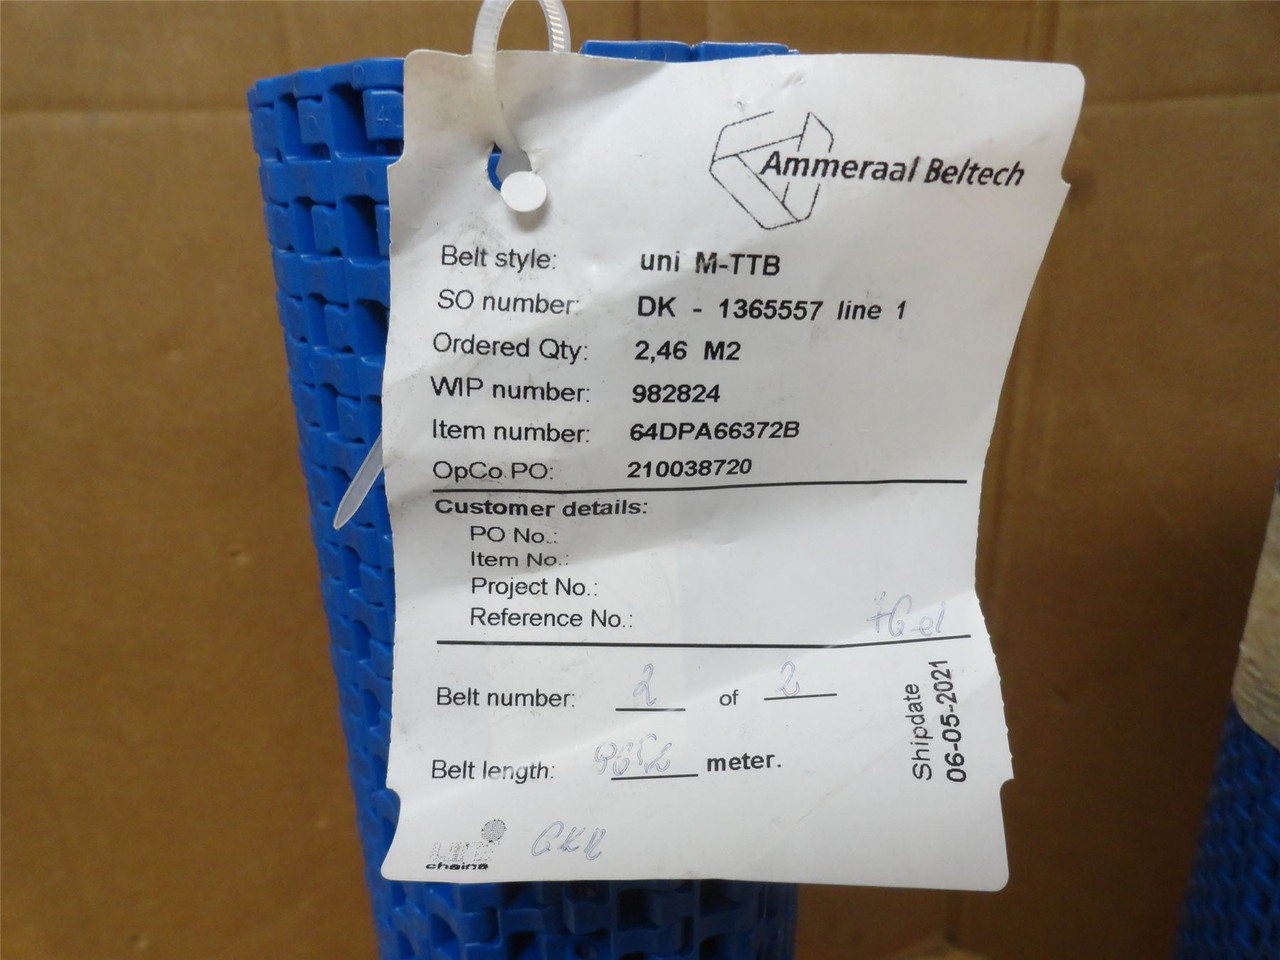 Ammeraal Beltech
Belt style: uni M-TTB
SO number: DK - 1365557 line 1
Ordered Qty: 2,46 M2
WIP number: 982824
Item number: 64DPA66372B
OpCo PO: 210038720
Customer details:
PO No.:
Item No.:
Project No.:
Reference No.:
Belt number: 2 of 2
Belt length: meter.
Shipdate
06-05-2021
chains